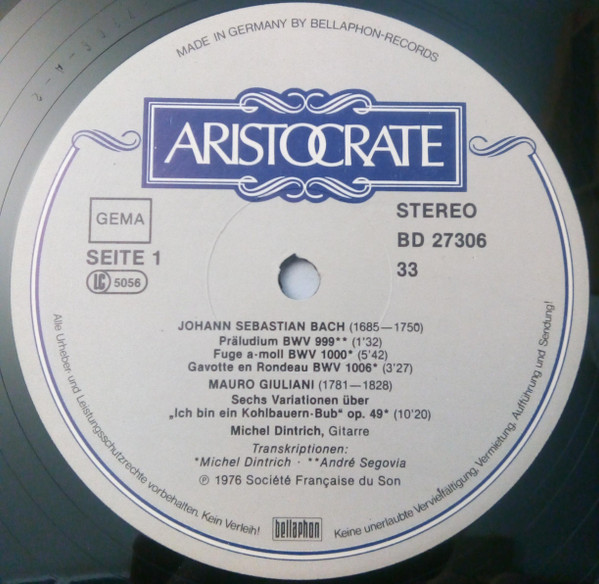 MADE IN GERMANY BY BELLAPHON-RECORDS
ARISTOCRATE
GEMA
SEITE 1
LC 5056
STEREO
BD 27306
33
JOHANN SEBASTIAN BACH (1685—1750)
Präludium BWV 999** (1'32)
Fuge a-moll BWV 1000* (5'42)
Gavotte en Rondeau BWV 1006* (3'27)
MAURO GIULIANI (1781—1828)
Sechs Variationen über
„Ich bin ein Kohlbauern-Bub“ op. 49* (10'20)
Michel Dintrich, Gitarre
Transkriptionen:
*Michel Dintrich · **André Segovia
℗ 1976 Société Française du Son
bellaphon
Alle Urheber- und Leistungsschutzrechte vorbehalten. Kein Verleih!
Keine unerlaubte Vervielfältigung, Vermietung, Aufführung und Sendung!